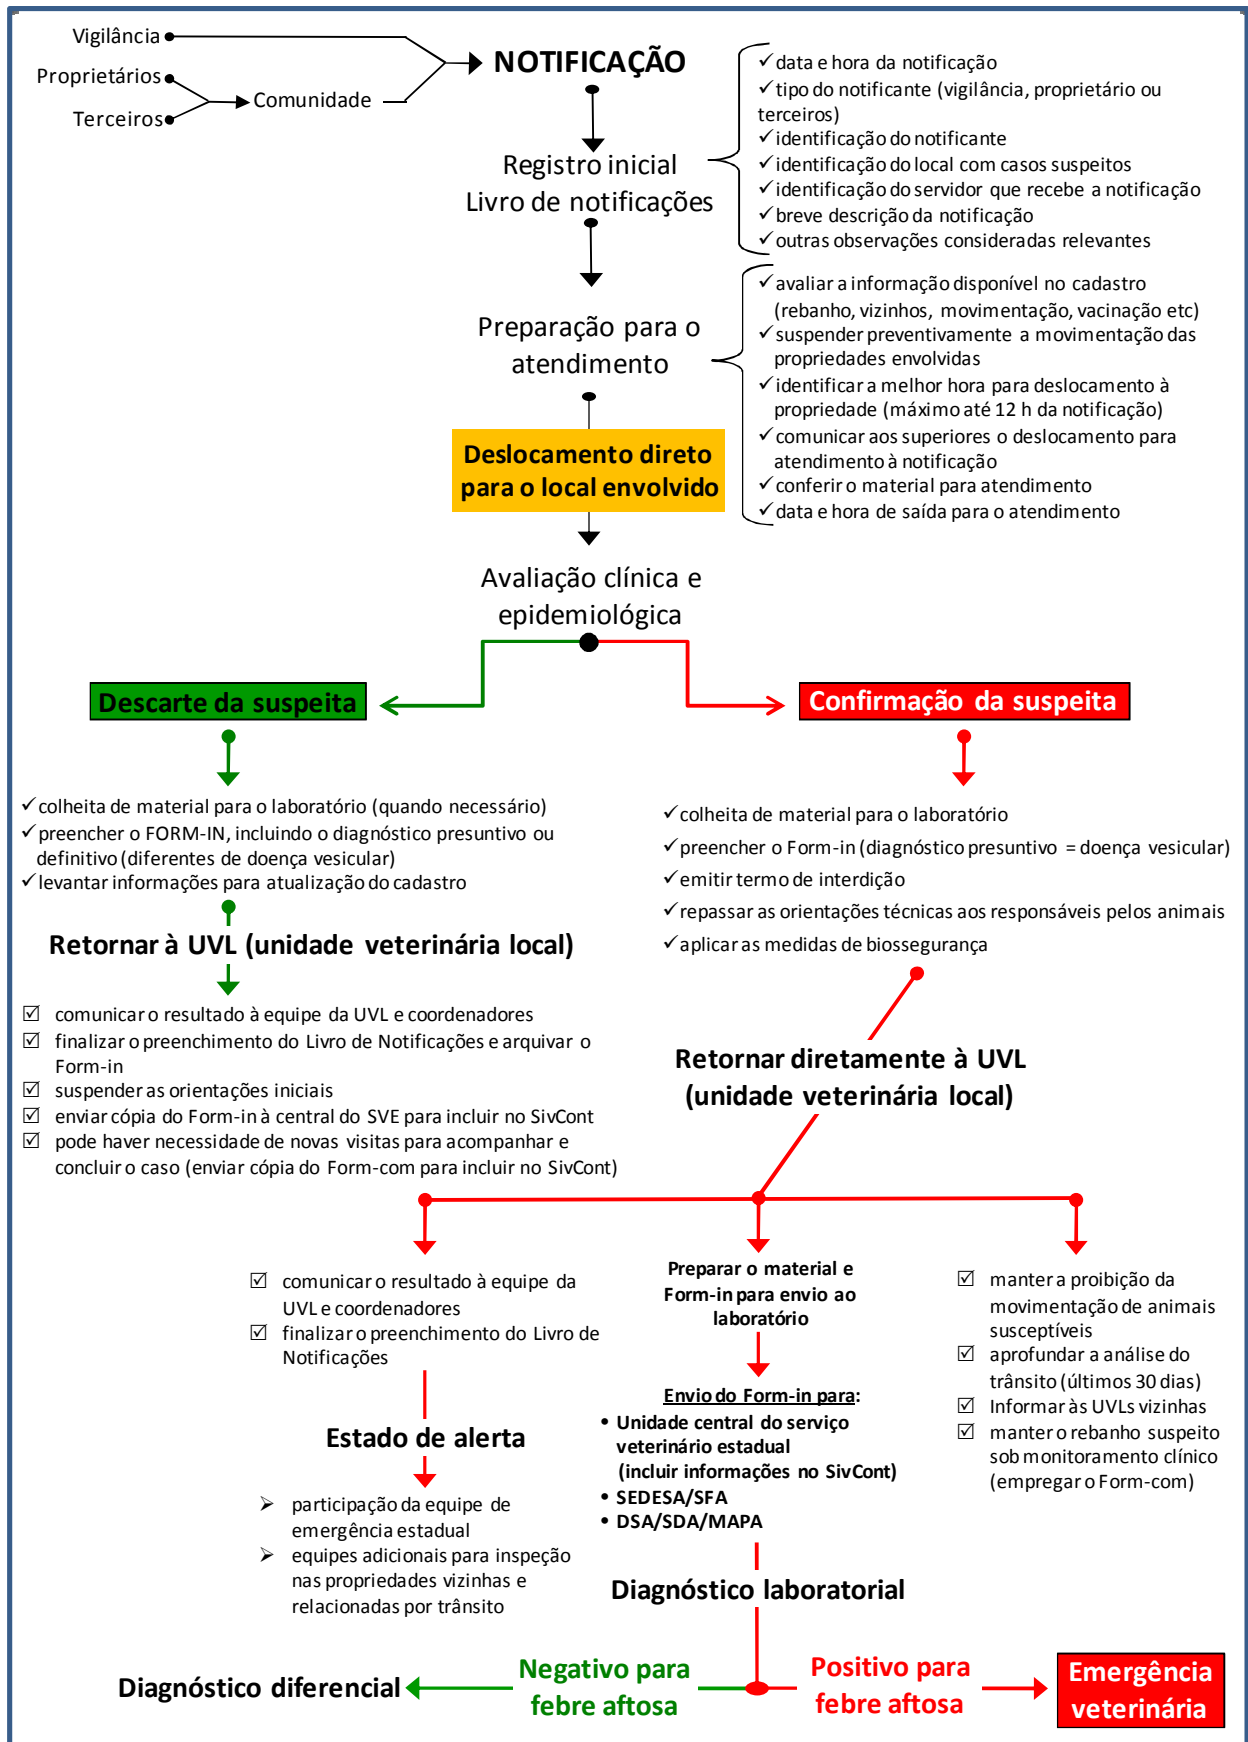 Vigilância
Proprietários
Comunidade
Terceiros
NOTIFICAÇÃO
✓data e hora da notificação
✓tipo do notificante (vigilância, proprietário ou
terceiros)
✓identificação do notificante
✓identificação do local com casos suspeitos
✓identificação do servidor que recebe a notificação
✓breve descrição da notificação
✓outras observações consideradas relevantes
Registro inicial
Livro de notificações
Preparação para o
atendimento
✓avaliar a informação disponível no cadastro
(rebanho, vizinhos, movimentação, vacinação etc)
✓suspender preventivamente a movimentação das
propriedades envolvidas
✓identificar a melhor hora para deslocamento à
propriedade (máximo até 12 h da notificação)
✓comunicar aos superiores o deslocamento para
atendimento à notificação
✓conferir o material para atendimento
✓data e hora de saída para o atendimento
Deslocamento direto
para o local envolvido
Avaliação clínica e
epidemiológica
Descarte da suspeita
Confirmação da suspeita
✓colheita de material para o laboratório (quando necessário)
✓preencher o FORM-IN, incluindo o diagnóstico presuntivo ou
definitivo (diferentes de doença vesicular)
✓levantar informações para atualização do cadastro
Retornar à UVL (unidade veterinária local)
☑ comunicar o resultado à equipe da UVL e coordenadores
☑ finalizar o preenchimento do Livro de Notificações e arquivar o
Form-in
☑ suspender as orientações iniciais
☑ enviar cópia do Form-in à central do SVE para incluir no SivCont
☑ pode haver necessidade de novas visitas para acompanhar e
concluir o caso (enviar cópia do Form-com para incluir no SivCont)
✓colheita de material para o laboratório
✓preencher o Form-in (diagnóstico presuntivo = doença vesicular)
✓emitir termo de interdição
✓repassar as orientações técnicas aos responsáveis pelos animais
✓aplicar as medidas de biossegurança
Retornar diretamente à UVL
(unidade veterinária local)
☑ comunicar o resultado à equipe da
UVL e coordenadores
☑ finalizar o preenchimento do Livro de
Notificações
Estado de alerta
➢ participação da equipe de
emergência estadual
➢ equipes adicionais para inspeção
nas propriedades vizinhas e
relacionadas por trânsito
Preparar o material e
Form-in para envio ao
laboratório
Envio do Form-in para:
• Unidade central do serviço
veterinário estadual
(incluir informações no SivCont)
• SEDESA/SFA
• DSA/SDA/MAPA
☑ manter a proibição da
movimentação de animais
susceptíveis
☑ aprofundar a análise do
trânsito (últimos 30 dias)
☑ Informar às UVLs vizinhas
☑ manter o rebanho suspeito
sob monitoramento clínico
(empregar o Form-com)
Diagnóstico laboratorial
Diagnóstico diferencial
Negativo para
febre aftosa
Positivo para
febre aftosa
Emergência
veterinária